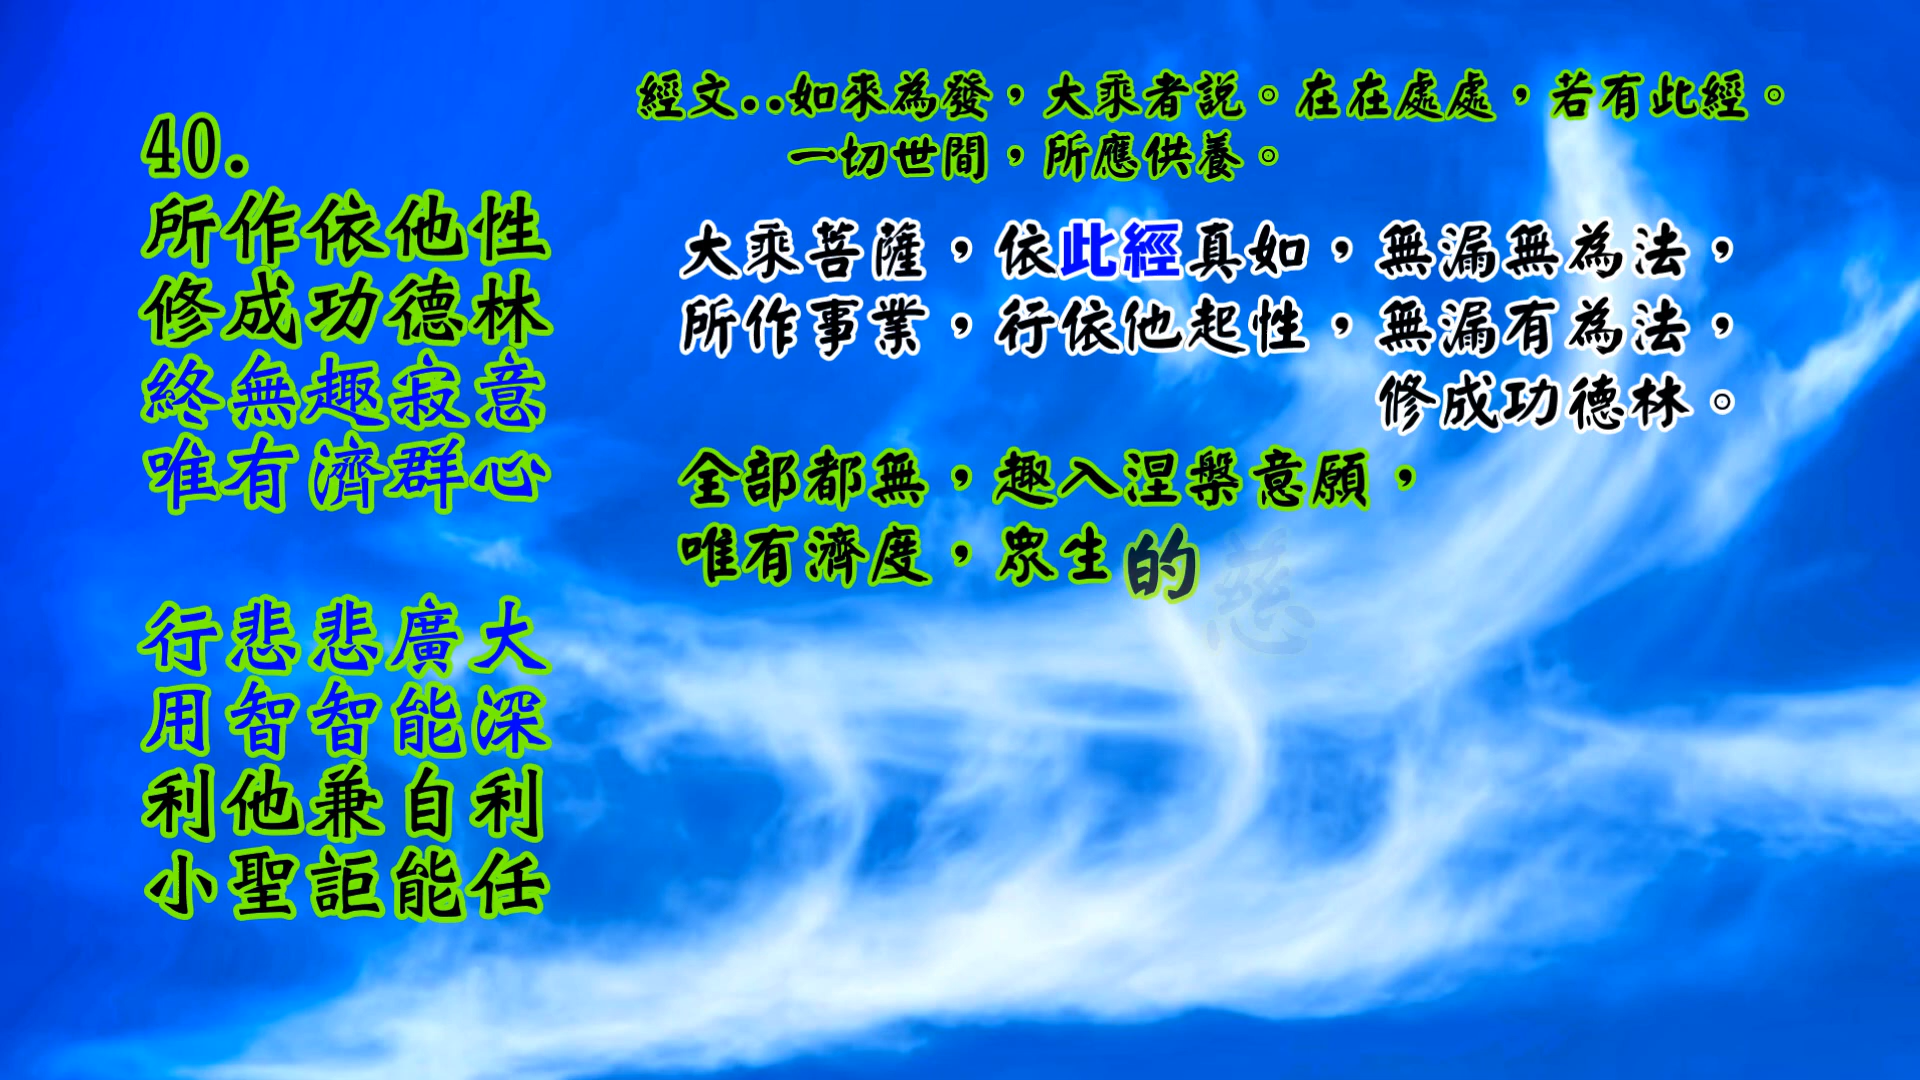 40.
所作依他性
修成功德林
終無趣寂意
唯有濟群心
行悲悲廣大
用智智能深
利他兼自利
小聖詎能任
經文..如來為發，大乘者說。在在處處，若有此經。
一切世間，所應供養。
大乘菩薩，依此經真如，無漏無為法，
所作事業，行依他起性，無漏有為法，
修成功德林。
全部都無，趣入涅槃意願，
唯有濟度，眾生的慈